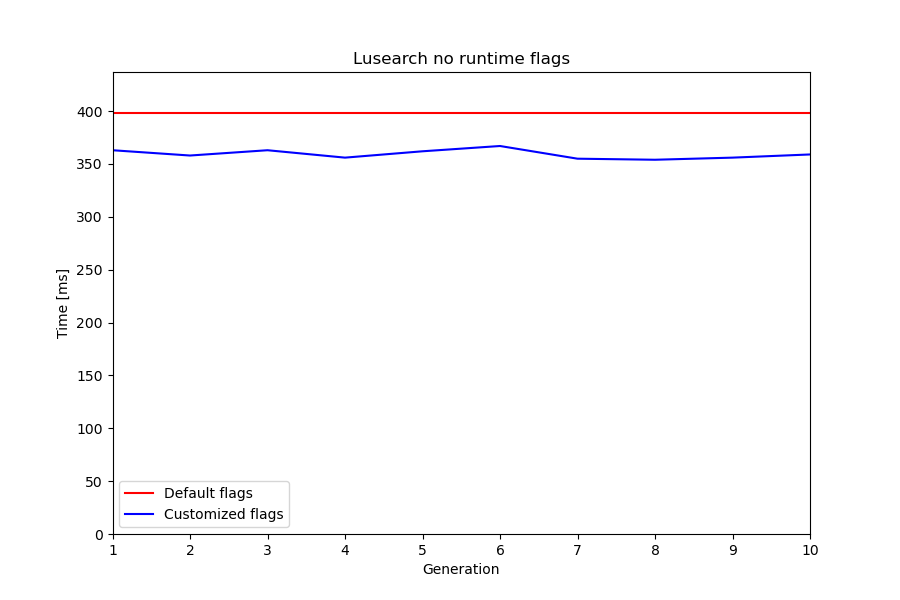 Lusearch no runtime flags
Time [ms]
400
350
300
250
200
150
100
50
0
Default flags
Customized flags
1 2 3 4 5 6 7 8 9 10
Generation